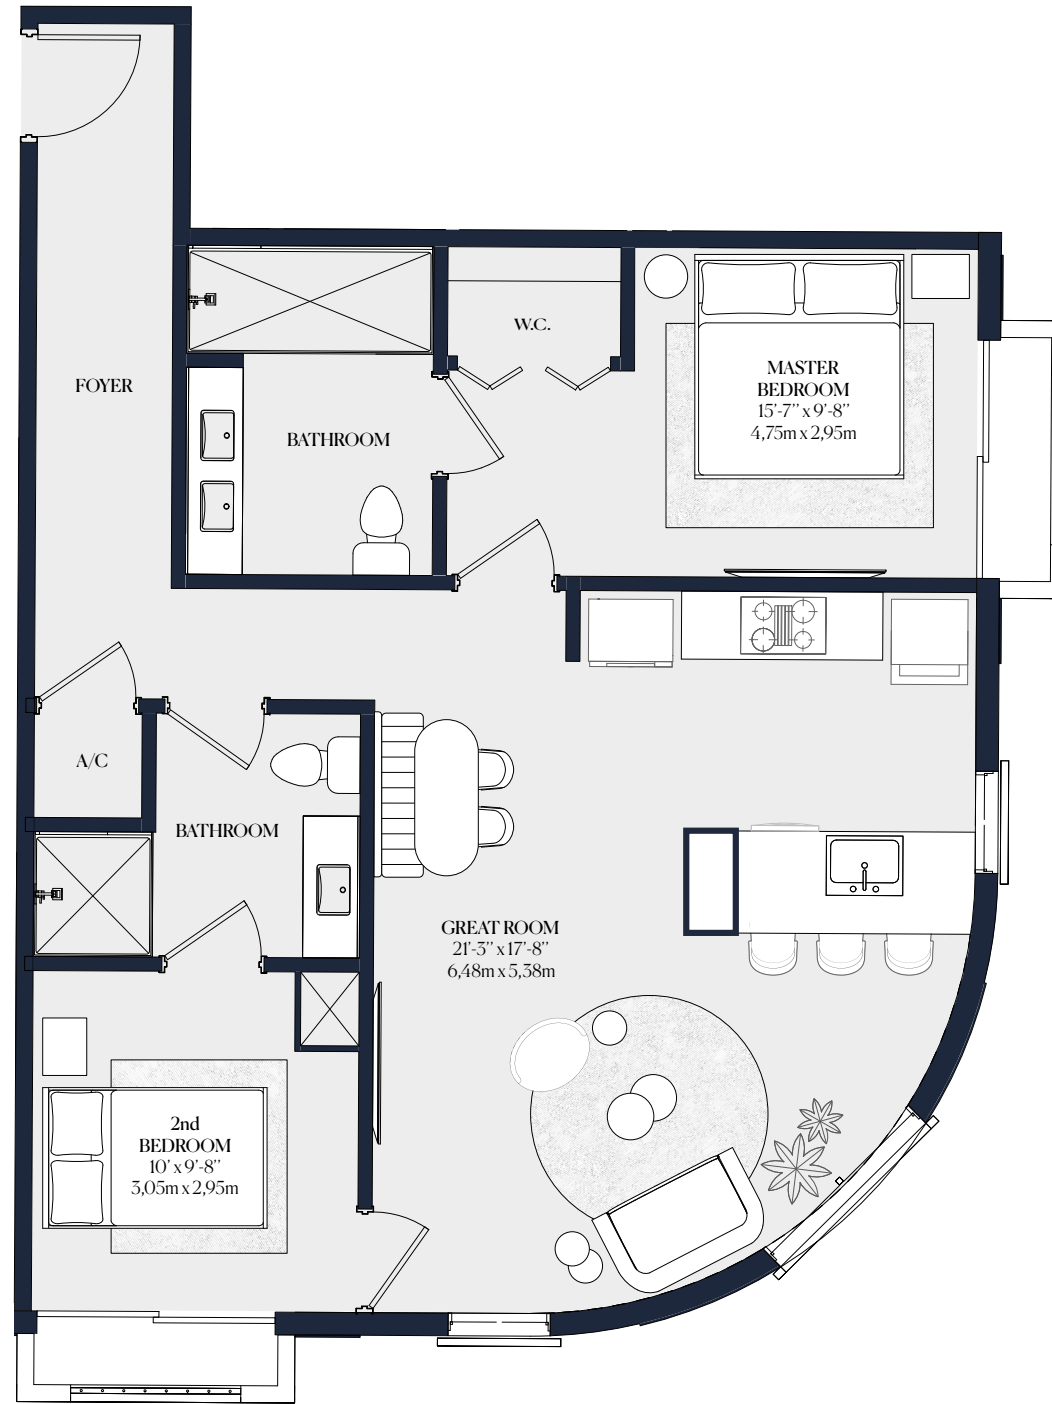 W.C.
FOYER
MASTER
BEDROOM
15'-7'' x 9'-8''
4,75m x 2,95m
BATHROOM
A/C
BATHROOM
GREAT ROOM
21'-3'' x 17'-8''
6,48m x 5,38m
2nd
BEDROOM
10' x 9'-8''
3,05m x 2,95m